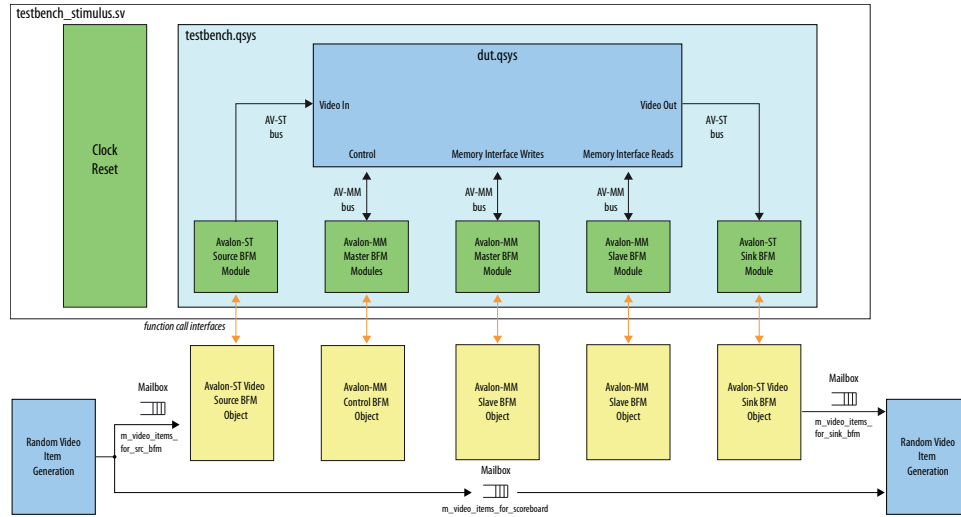 testbench_stimulus.sv
testbench.qsys
dut.qsys
Clock
Reset
Video In
Video Out
AV-ST
bus
AV-ST
bus
Control
Memory Interface Writes
Memory Interface Reads
AV-MM
bus
AV-MM
bus
AV-MM
bus
Avalon-ST
Source BFM
Module
Avalon-MM
Master BFM
Modules
Avalon-MM
Master BFM
Module
Avalon-MM
Slave BFM
Module
Avalon-ST
Sink BFM
Module
function call interfaces
Avalon-ST Video
Source BFM
Object
Avalon-MM
Control BFM
Object
Avalon-MM
Slave BFM
Object
Avalon-MM
Slave BFM
Object
Avalon-ST Video
Sink BFM
Object
Mailbox
m_video_items_
for_src_bfm
Mailbox
m_video_items_
for_sink_bfm
Random Video
Item
Generation
Random Video
Item
Generation
Mailbox
m_video_items_for_scoreboard